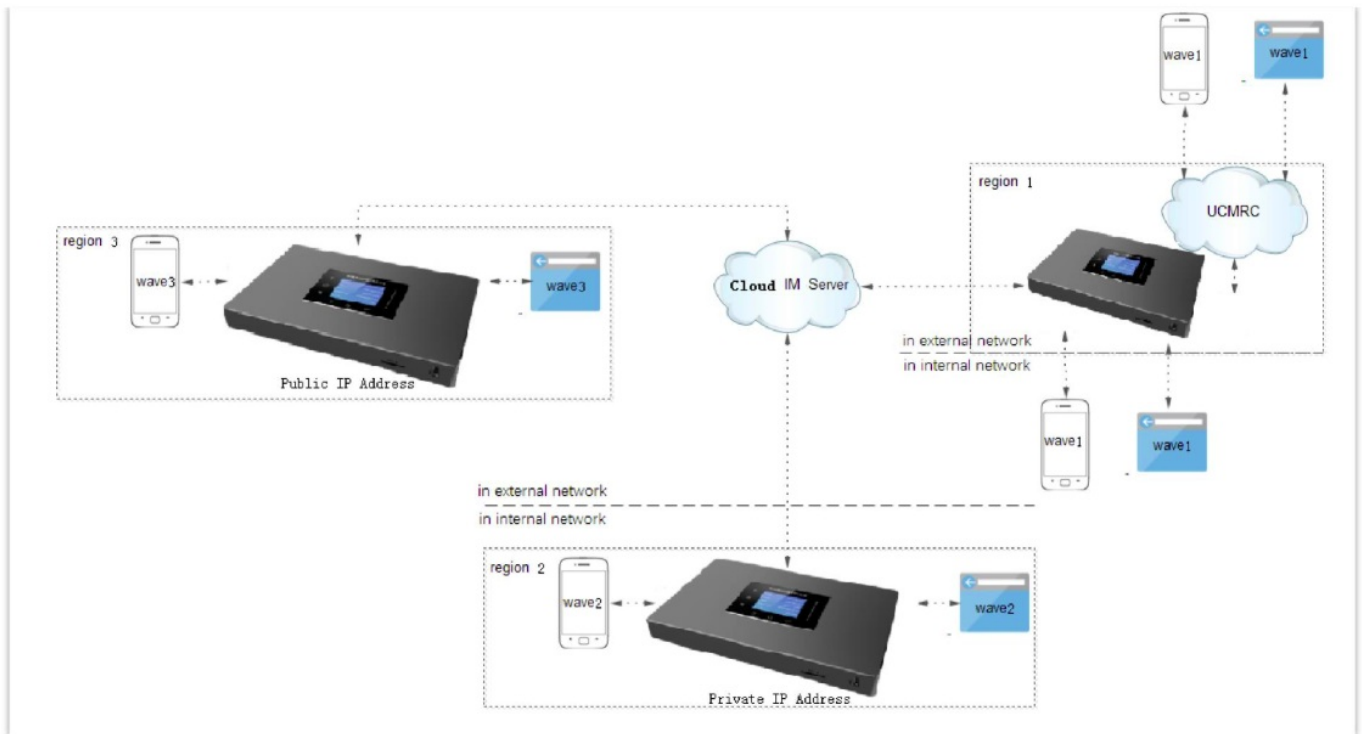 wave1
wave1
region 1
UCMRC
region 3
wave3
wave3
Cloud IM Server
Public IP Address
in external network
in internal network
wave1
wave1
in external network
in internal network
region 2
wave2
wave2
Private IP Address